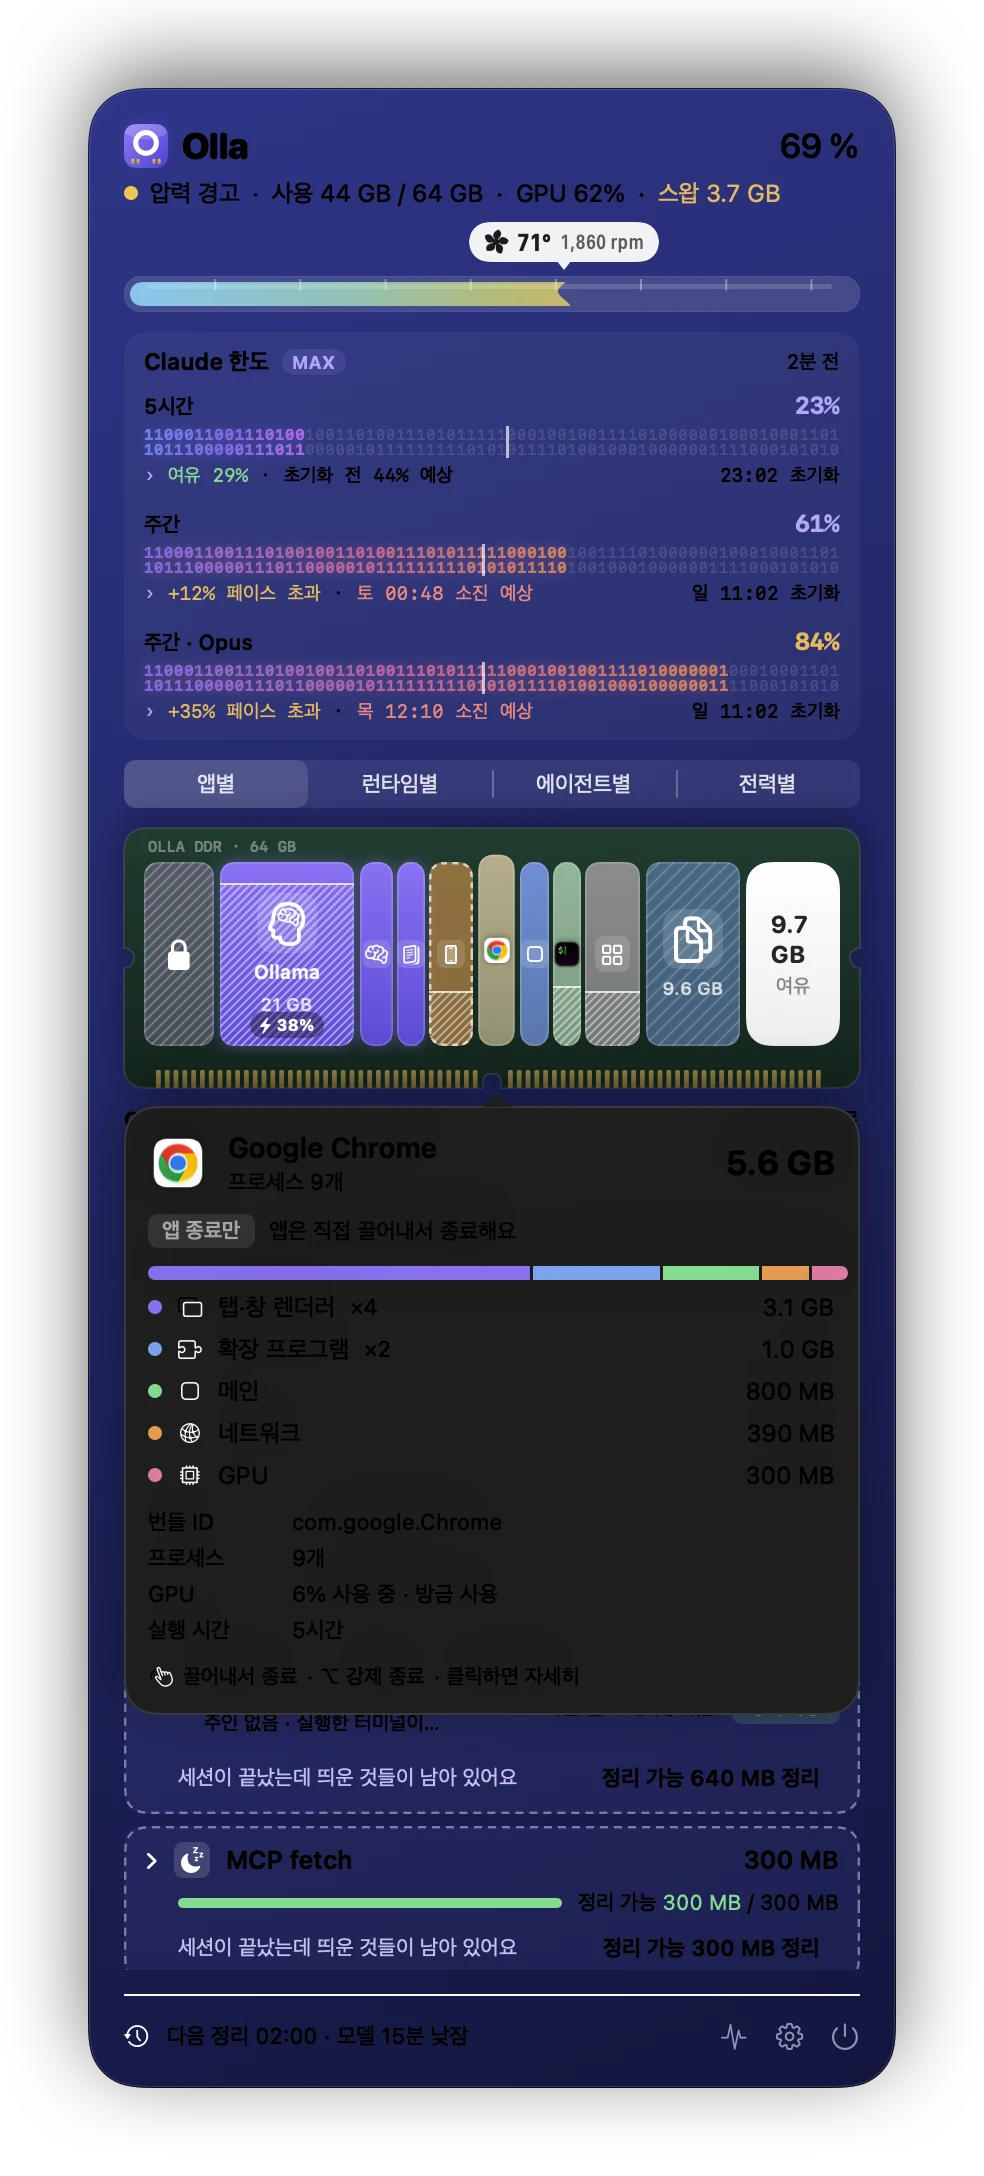 Olla 69 %
압력 경고 · 사용 44 GB / 64 GB · GPU 62% · 스왑 3.7 GB
71° 1,860 rpm
Claude 한도 MAX 2분 전
5시간 23%
› 여유 29% · 초기화 전 44% 예상 23:02 초기화
주간 61%
› +12% 페이스 초과 · 토 00:48 소진 예상 일 11:02 초기화
주간 · Opus 84%
› +35% 페이스 초과 · 목 12:10 소진 예상 일 11:02 초기화
앱별 런타임별 에이전트별 전력별
OLLA DDR · 64 GB
Ollama
21 GB
38%
$|
9.6 GB
9.7
GB
여유
Google Chrome 5.6 GB
프로세스 9개
앱 종료만 앱은 직접 끌어내서 종료해요
탭·창 렌더러 ×4 3.1 GB
확장 프로그램 ×2 1.0 GB
메인 800 MB
네트워크 390 MB
GPU 300 MB
번들 ID com.google.Chrome
프로세스 9개
GPU 6% 사용 중 · 방금 사용
실행 시간 5시간
끌어내서 종료 · ⌥ 강제 종료 · 클릭하면 자세히
주인 없음 · 실행한 터미널이...
세션이 끝났는데 띄운 것들이 남아 있어요 정리 가능 640 MB 정리
MCP fetch 300 MB
정리 가능 300 MB / 300 MB
세션이 끝났는데 띄운 것들이 남아 있어요 정리 가능 300 MB 정리
다음 정리 02:00 · 모델 15분 낮잠